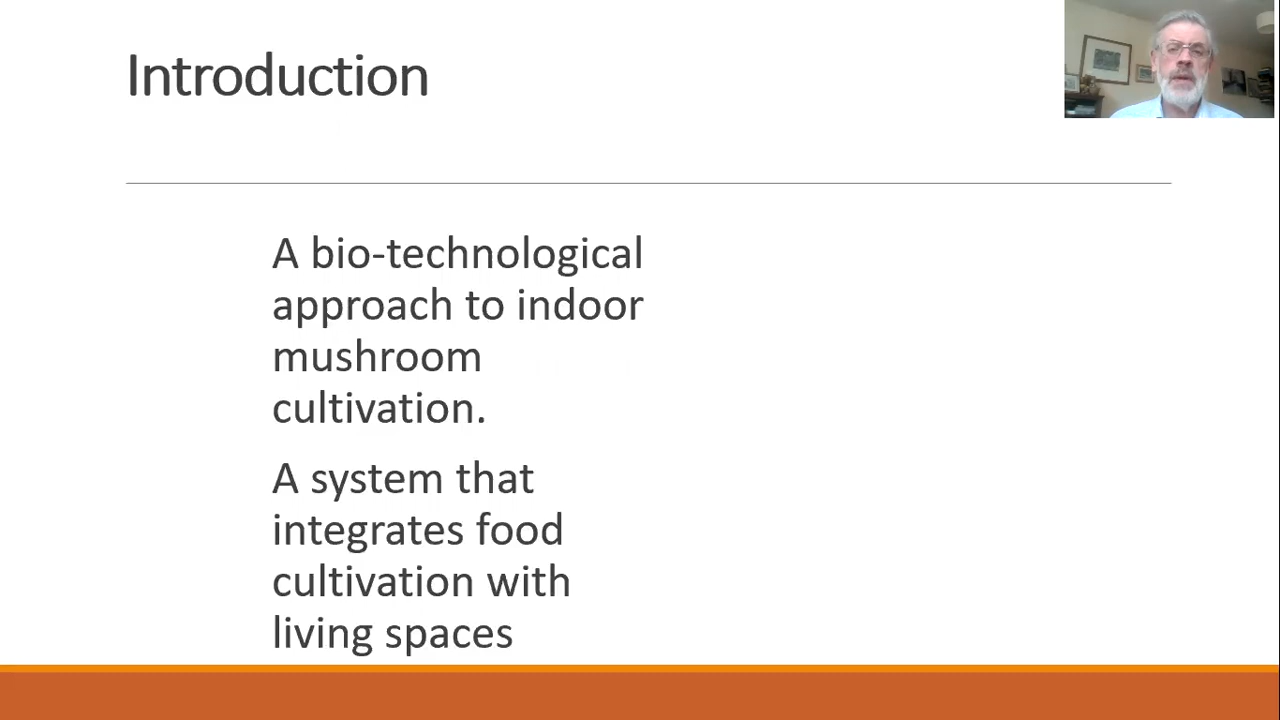 Introduction
A bio-technological
approach to indoor
mushroom
cultivation.
A system that
integrates food
cultivation with
living spaces